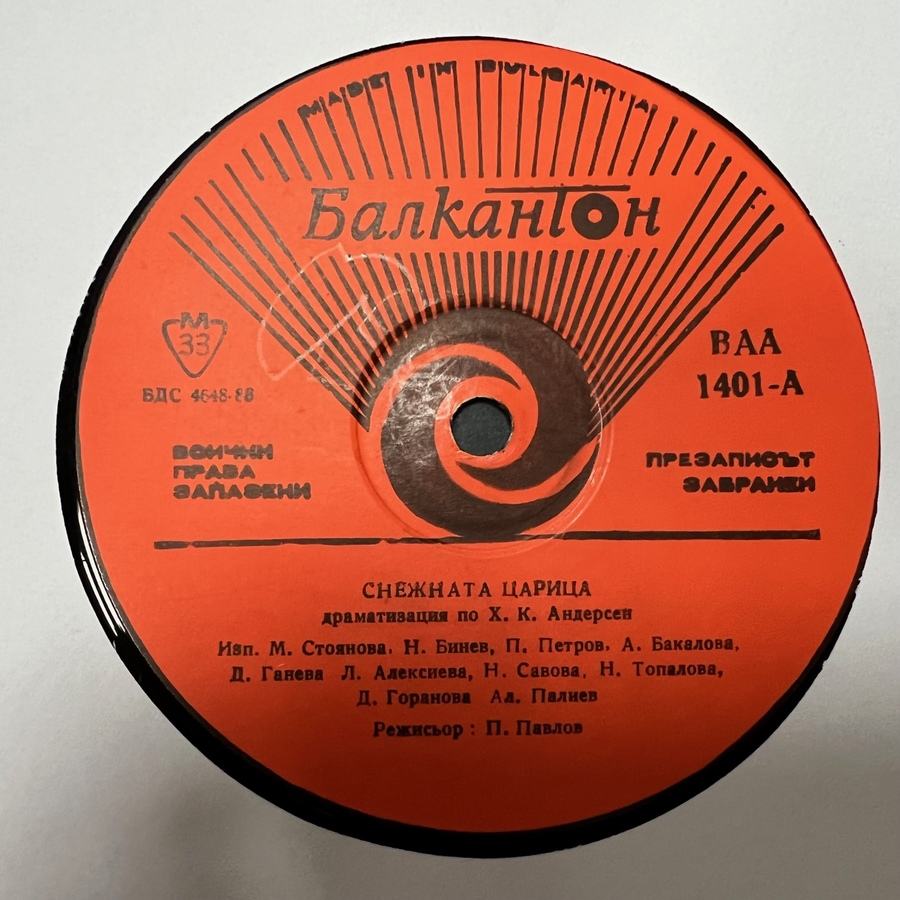 MADE IN BULGARIA
Балкантон
М
33
БДС 4648-88
ВАА
1401-А
ВСИЧКИ
ПРАВА
ЗАПАЗЕНИ
ПРЕЗАПИСЪТ
ЗАБРАНЕН
СНЕЖНАТА ЦАРИЦА
драматизация по Х. К. Андерсен
Изп. М. Стоянова, Н. Бинев, П. Петров, А. Бакалова,
Д. Ганева Л. Алексиева, Н. Савова, Н. Топалова,
Д. Горанова Ал. Палиев
Режисьор : П. Павлов